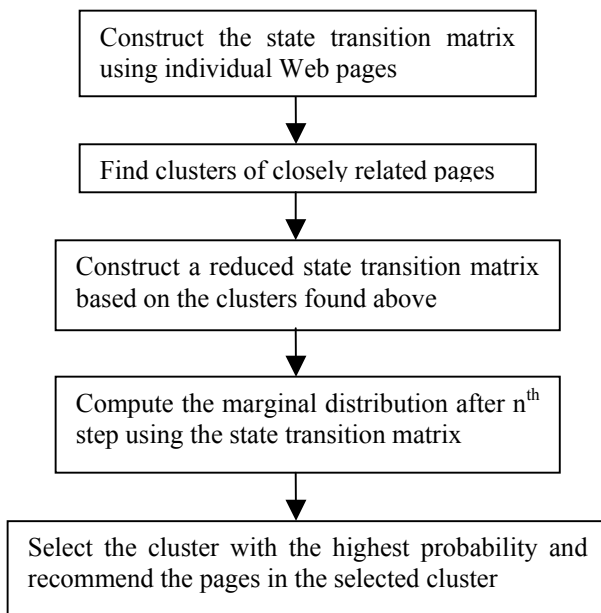 Construct the state transition matrix
using individual Web pages
Find clusters of closely related pages
Construct a reduced state transition matrix
based on the clusters found above
Compute the marginal distribution after nth
step using the state transition matrix
Select the cluster with the highest probability and
recommend the pages in the selected cluster